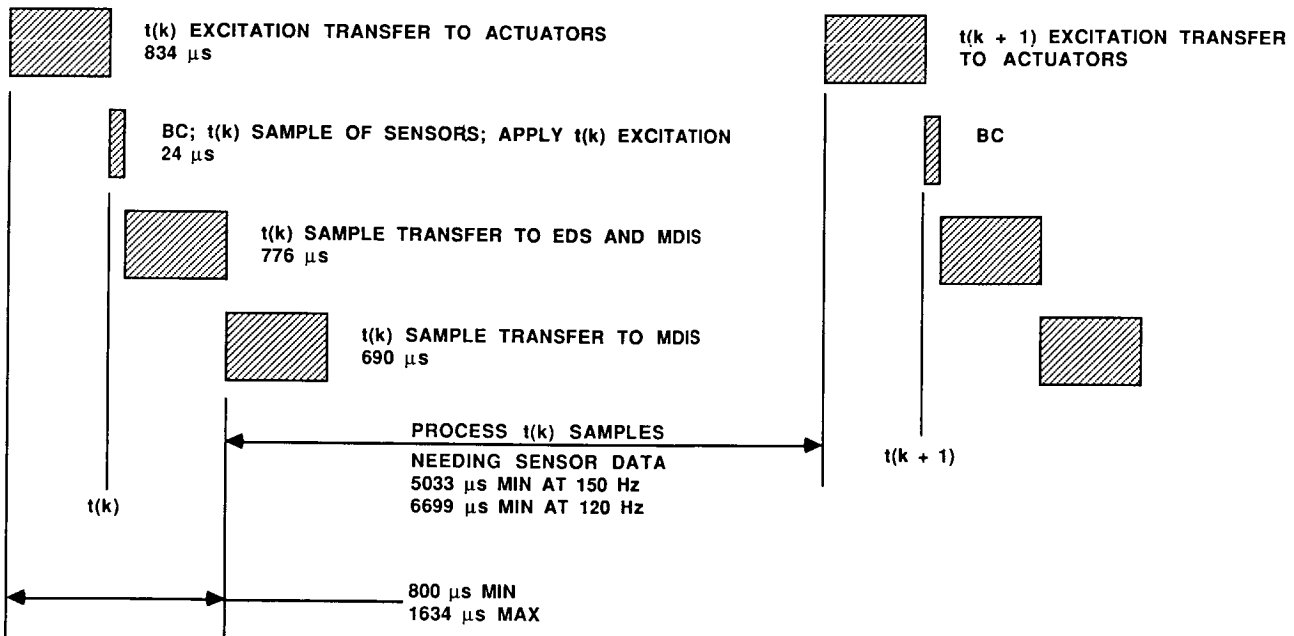 t(k) EXCITATION TRANSFER TO ACTUATORS
834 μs
t(k + 1) EXCITATION TRANSFER
TO ACTUATORS
BC; t(k) SAMPLE OF SENSORS; APPLY t(k) EXCITATION
24 μs
BC
t(k) SAMPLE TRANSFER TO EDS AND MDIS
776 μs
t(k) SAMPLE TRANSFER TO MDIS
690 μs
PROCESS t(k) SAMPLES
NEEDING SENSOR DATA
5033 μs MIN AT 150 Hz
6699 μs MIN AT 120 Hz
t(k)
t(k + 1)
800 μs MIN
1634 μs MAX